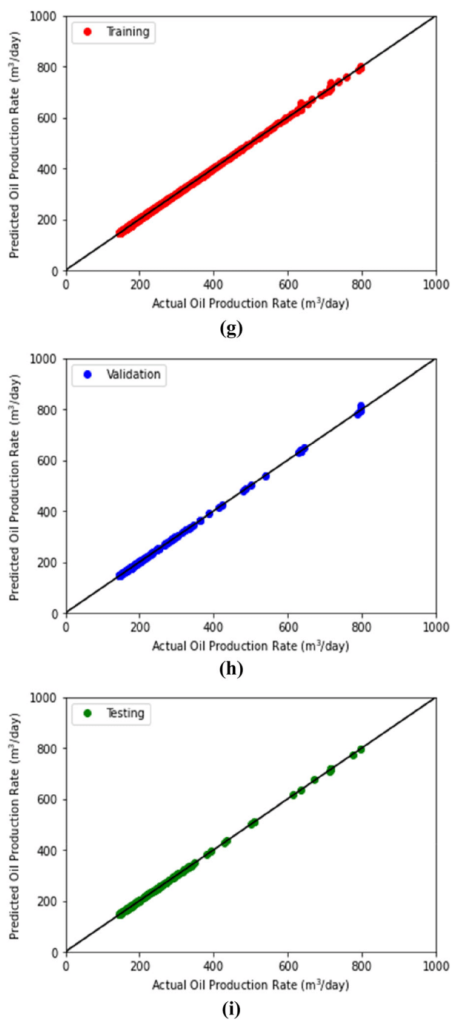 Training
Predicted Oil Production Rate (m³/day)
1000
800
600
400
200
0
0 200 400 600 800 1000
Actual Oil Production Rate (m³/day)
(g)
Validation
Predicted Oil Production Rate (m³/day)
1000
800
600
400
200
0
0 200 400 600 800 1000
Actual Oil Production Rate (m³/day)
(h)
Testing
Predicted Oil Production Rate (m³/day)
1000
800
600
400
200
0
0 200 400 600 800 1000
Actual Oil Production Rate (m³/day)
(i)